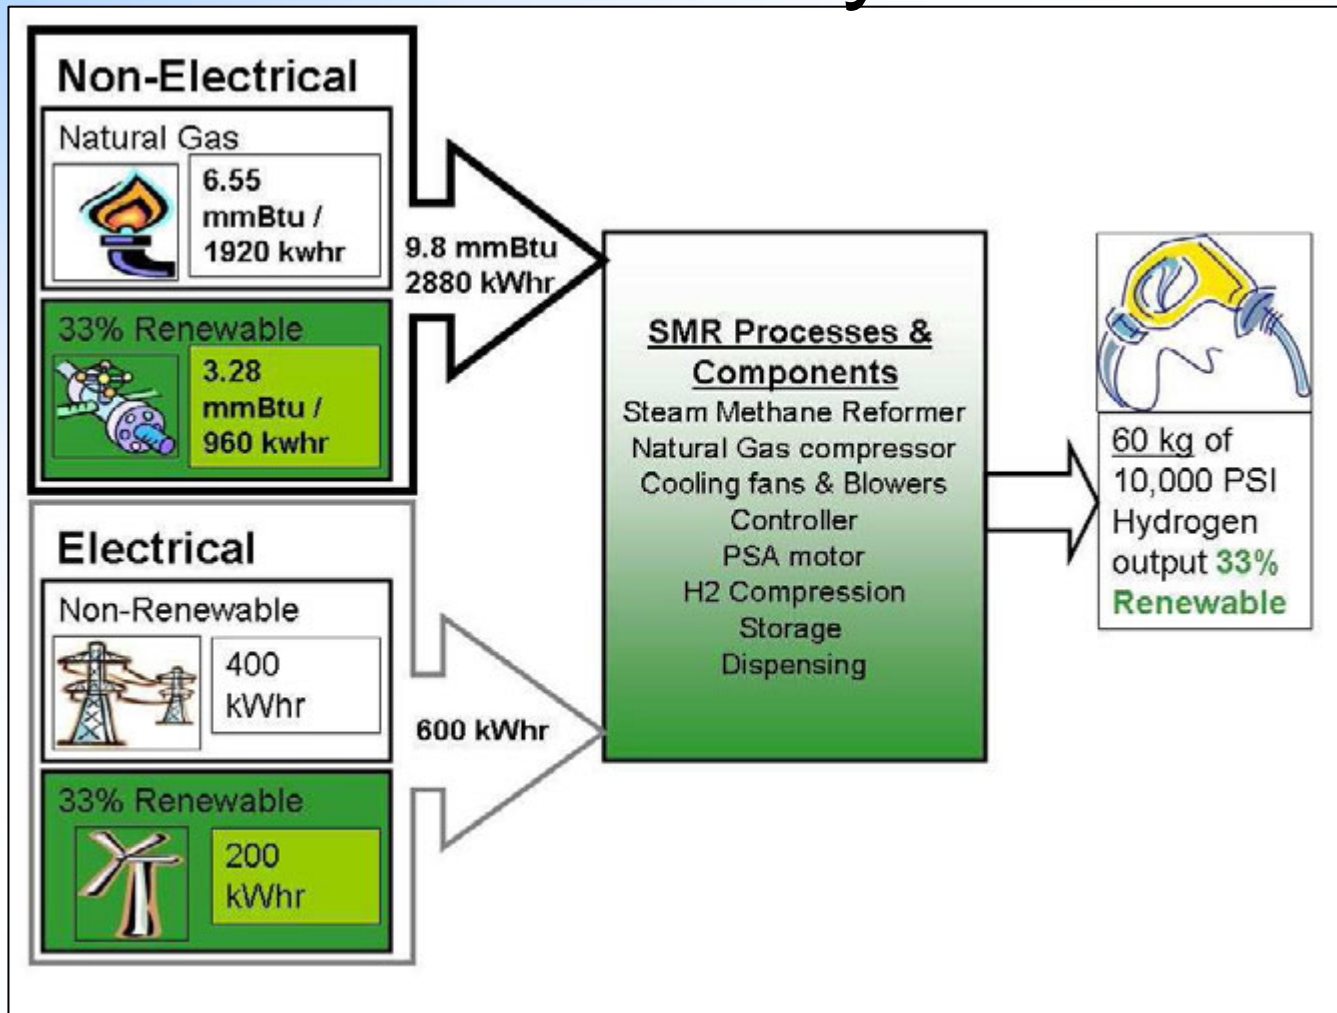 Non-Electrical
Natural Gas
6.55
mmBtu /
1920 kwhr
33% Renewable
3.28
mmBtu /
960 kwhr
9.8 mmBtu
2880 kWhr
Electrical
Non-Renewable
400
kWhr
33% Renewable
200
kWhr
600 kWhr
SMR Processes &
Components
Steam Methane Reformer
Natural Gas compressor
Cooling fans & Blowers
Controller
PSA motor
H2 Compression
Storage
Dispensing
60 kg of
10,000 PSI
Hydrogen
output 33%
Renewable